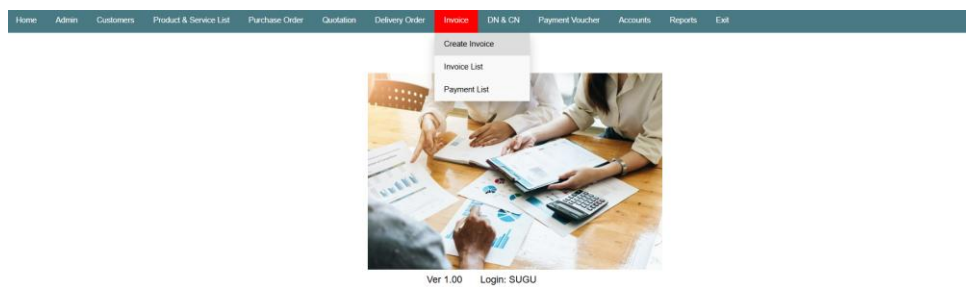 Home Admin Customers Product & Service List Purchase Order Quotation Delivery Order Invoice DN & CN Payment Voucher Accounts Reports Exit
Create Invoice
Invoice List
Payment List
Ver 1.00 Login: SUGU